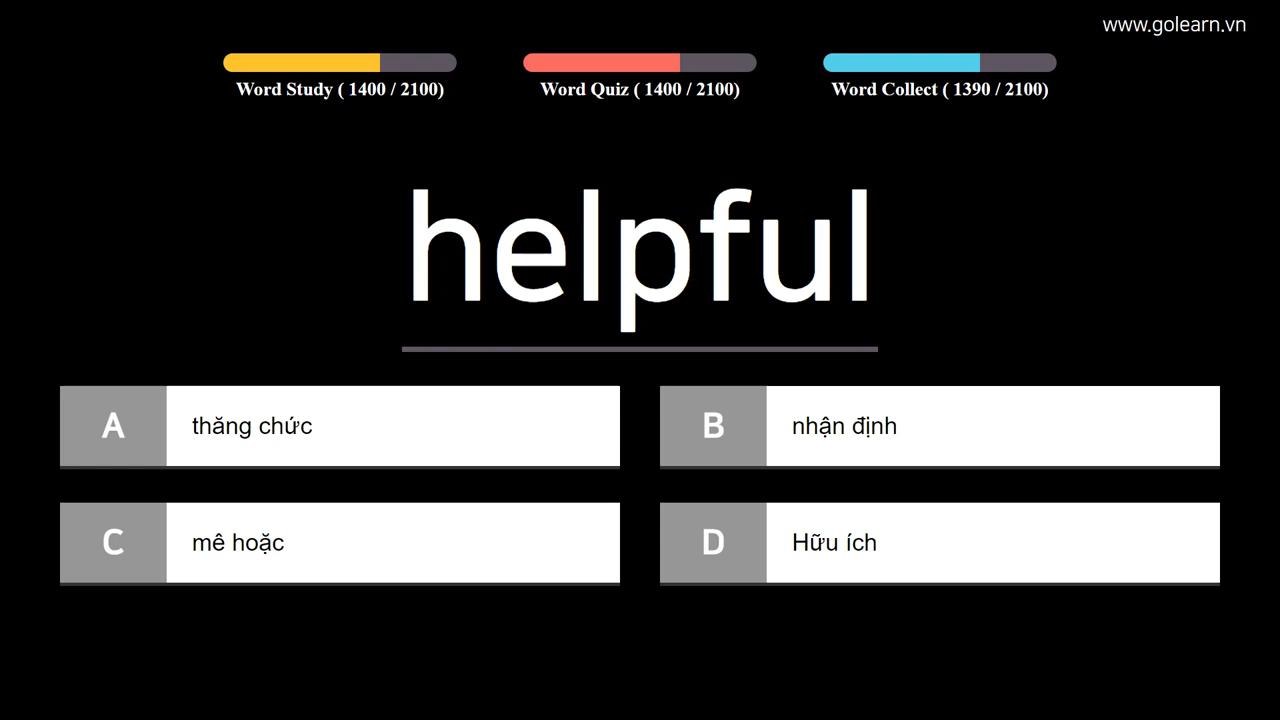 www.golearn.vn
Word Study ( 1400 / 2100)
Word Quiz ( 1400 / 2100)
Word Collect ( 1390 / 2100)
helpful
A thăng chức
B nhận định
C mê hoặc
D Hữu ích